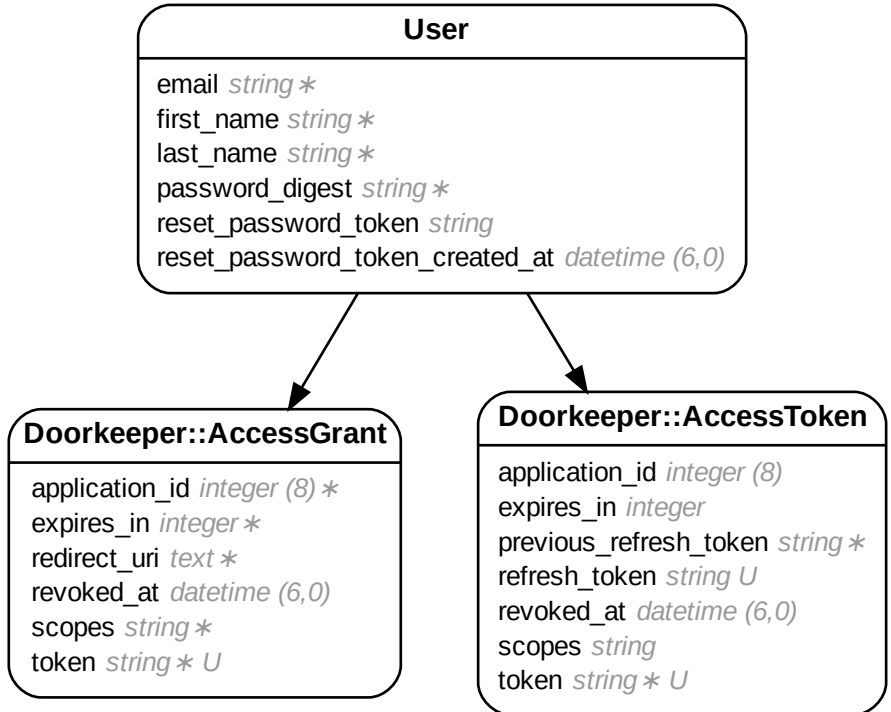 User
email string ∗
first_name string ∗
last_name string ∗
password_digest string ∗
reset_password_token string
reset_password_token_created_at datetime (6,0)
Doorkeeper::AccessGrant
application_id integer (8) ∗
expires_in integer ∗
redirect_uri text ∗
revoked_at datetime (6,0)
scopes string ∗
token string ∗ U
Doorkeeper::AccessToken
application_id integer (8)
expires_in integer
previous_refresh_token string ∗
refresh_token string U
revoked_at datetime (6,0)
scopes string
token string ∗ U